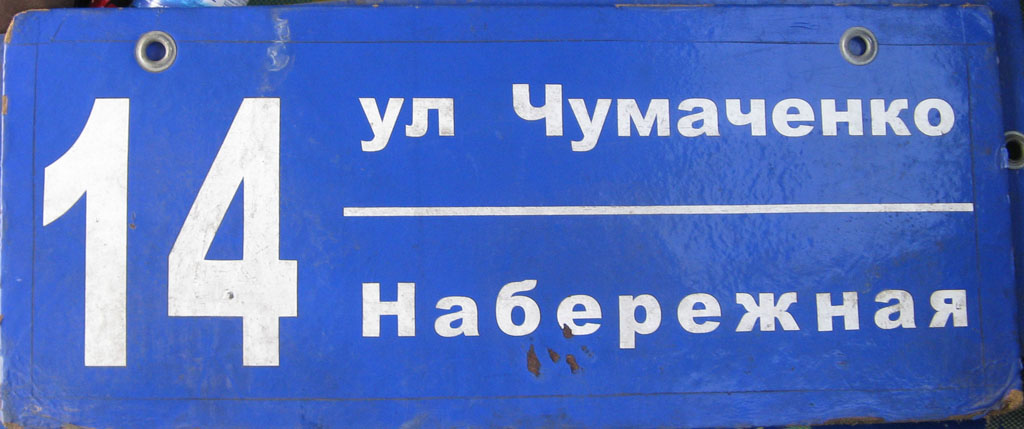 14
ул Чумаченко
Набережная